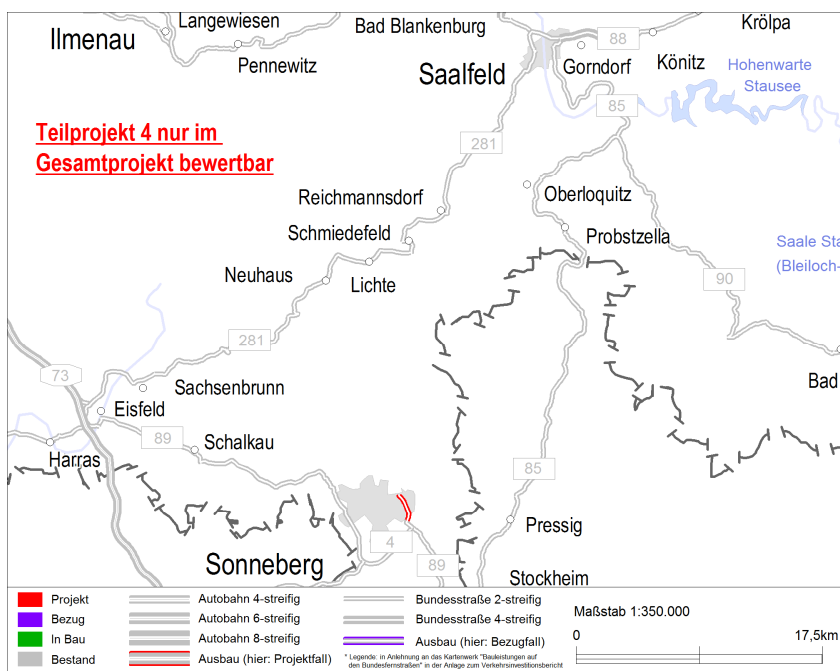 Langewiesen
Ilmenau
Pennewitz
Bad Blankenburg
Krölpa
88
Saalfeld
Gorndorf
Könitz
Hohenwarte
Stausee
85
Teilprojekt 4 nur im
Gesamtprojekt bewertbar
281
Reichmannsdorf
Oberloquitz
Schmiedefeld
Probstzella
Saale Sta
(Bleiloch-
Neuhaus
Lichte
90
281
73
Sachsenbrunn
Bad
Eisfeld
89
Schalkau
Harras
85
Pressig
4
Sonneberg
89
Stockheim
Projekt
Bezug
In Bau
Bestand
Autobahn 4-streifig
Autobahn 6-streifig
Autobahn 8-streifig
Ausbau (hier: Projektfall)
Bundesstraße 2-streifig
Bundesstraße 4-streifig
Ausbau (hier: Bezugfall)
* Legende: in Anlehnung an das Kartenwerk "Bauleistungen auf
den Bundesfernstraßen" in der Anlage zum Verkehrsinvestitionsbericht
Maßstab 1:350.000
0
17,5km